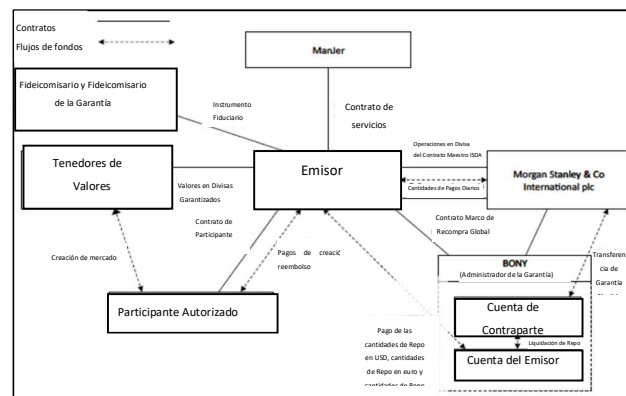 Contratos
Flujos de fondos
ManJer
Fideicomisario y Fideicomisario
de la Garantía
Instrumento
Fiduciario
Contrato de
servicios
Tenedores de
Valores
Valores en Divisas
Garantizados
Emisor
Operaciones en Divisa
del Contrato Maestro ISDA
Cantidades de Pagos Diarios
Morgan Stanley & Co
International plc
Contrato de
Participante
Contrato Marco de
Recompra Global
Creación de mercado
Pagos de creació
reembolso
BONY
(Administrador de la Garantía)
Transferen
cia de
Garantía
Participante Autorizado
Cuenta de
Contraparte
Liquidación de Repo
Cuenta del Emisor
Pago de las
cantidades de Repo
en USD, cantidades
de Repo en euro y
cantidades de Repo